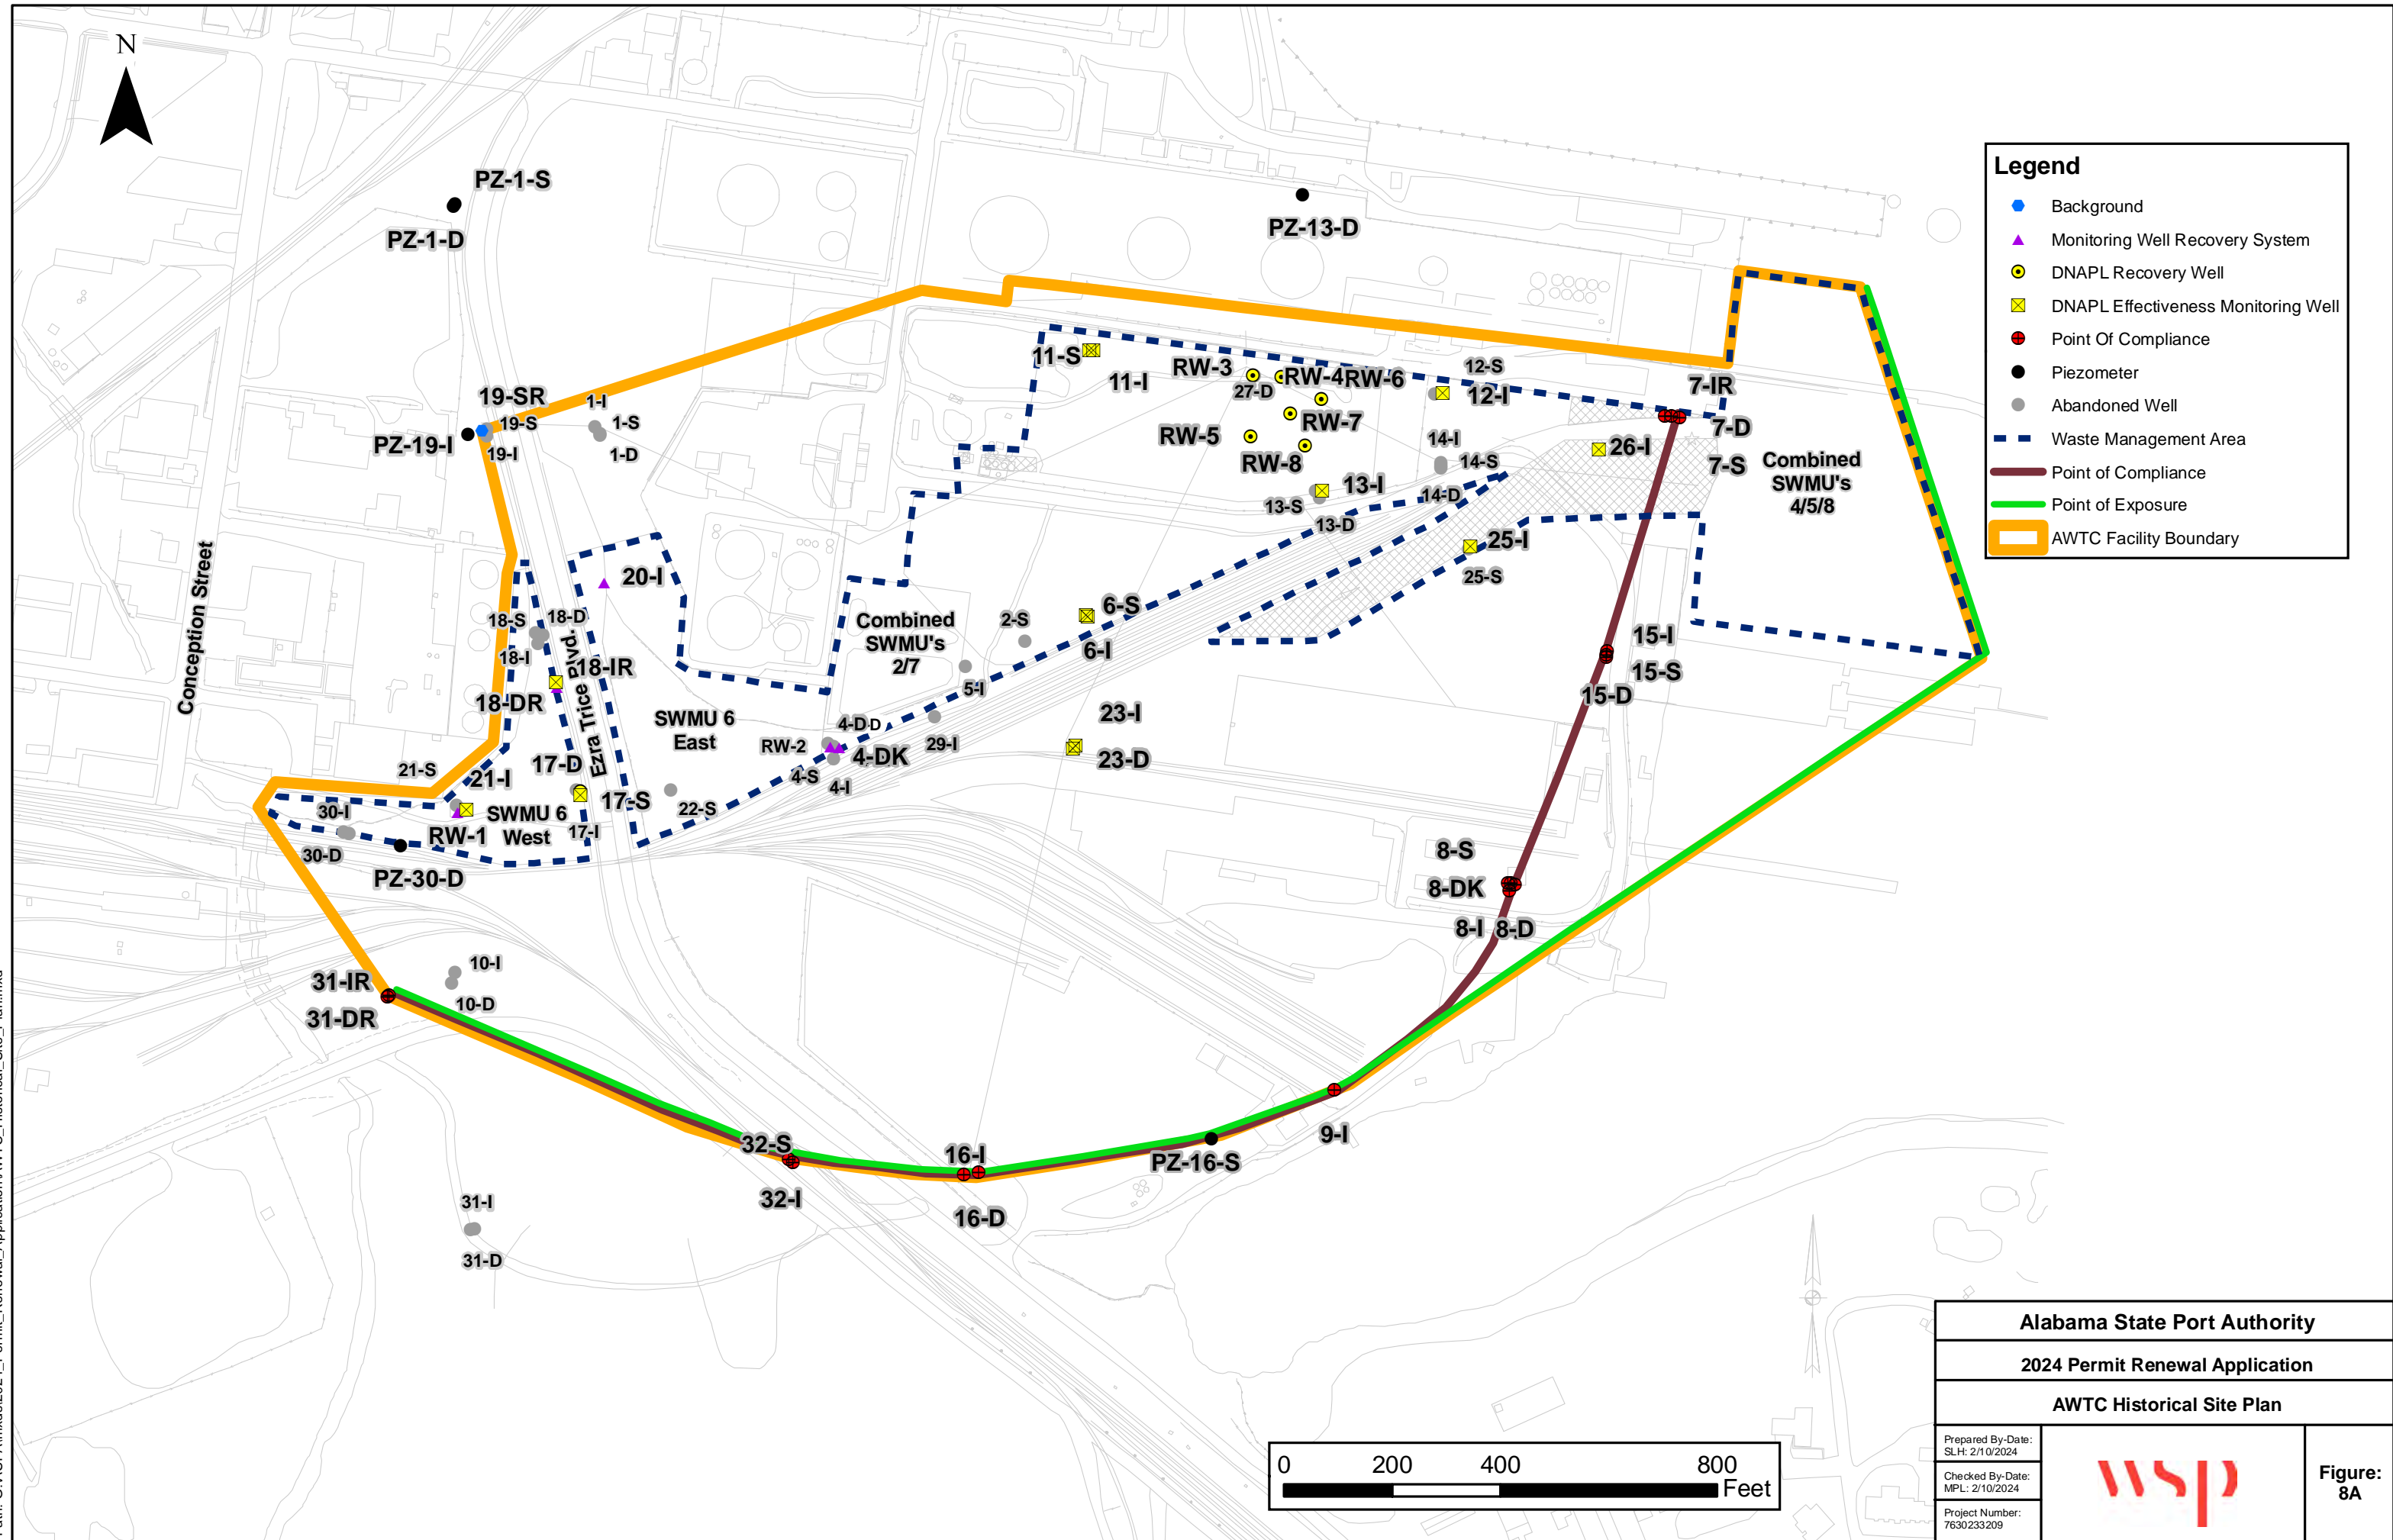 N
PZ-1-S
PZ-1-D
PZ-13-D
Legend
Background
Monitoring Well Recovery System
DNAPL Recovery Well
DNAPL Effectiveness Monitoring Well
Point Of Compliance
Piezometer
Abandoned Well
Waste Management Area
Point of Compliance
Point of Exposure
AWTC Facility Boundary
11-S
11-I
RW-3
27-D
RW-4
RW-6
12-S
12-I
7-IR
7-D
7-S
RW-5
RW-7
RW-8
14-I
14-S
14-D
26-I
Combined
SWMU's
4/5/8
19-SR
19-S
19-I
PZ-19-I
1-I
1-S
1-D
13-I
13-S
13-D
25-I
25-S
Conception Street
20-I
18-S
18-D
18-I
18-IR
18-DR
Ezra Trice Blvd.
Combined
SWMU's
2/7
2-S
6-S
6-I
5-I
15-I
15-S
15-D
SWMU 6
East
RW-2
4-D
4-DK
4-S
4-I
29-I
23-I
23-D
21-S
21-I
17-D
17-S
17-I
22-S
30-I
30-D
RW-1
SWMU 6
West
PZ-30-D
8-S
8-DK
8-I
8-D
31-IR
31-DR
10-I
10-D
32-S
32-I
16-I
16-D
PZ-16-S
9-I
31-I
31-D
0 200 400 800
Feet
Alabama State Port Authority
2024 Permit Renewal Application
AWTC Historical Site Plan
Prepared By-Date:
SLH: 2/10/2024
Checked By-Date:
MPL: 2/10/2024
Project Number:
7630233209
wsp
Figure:
8A